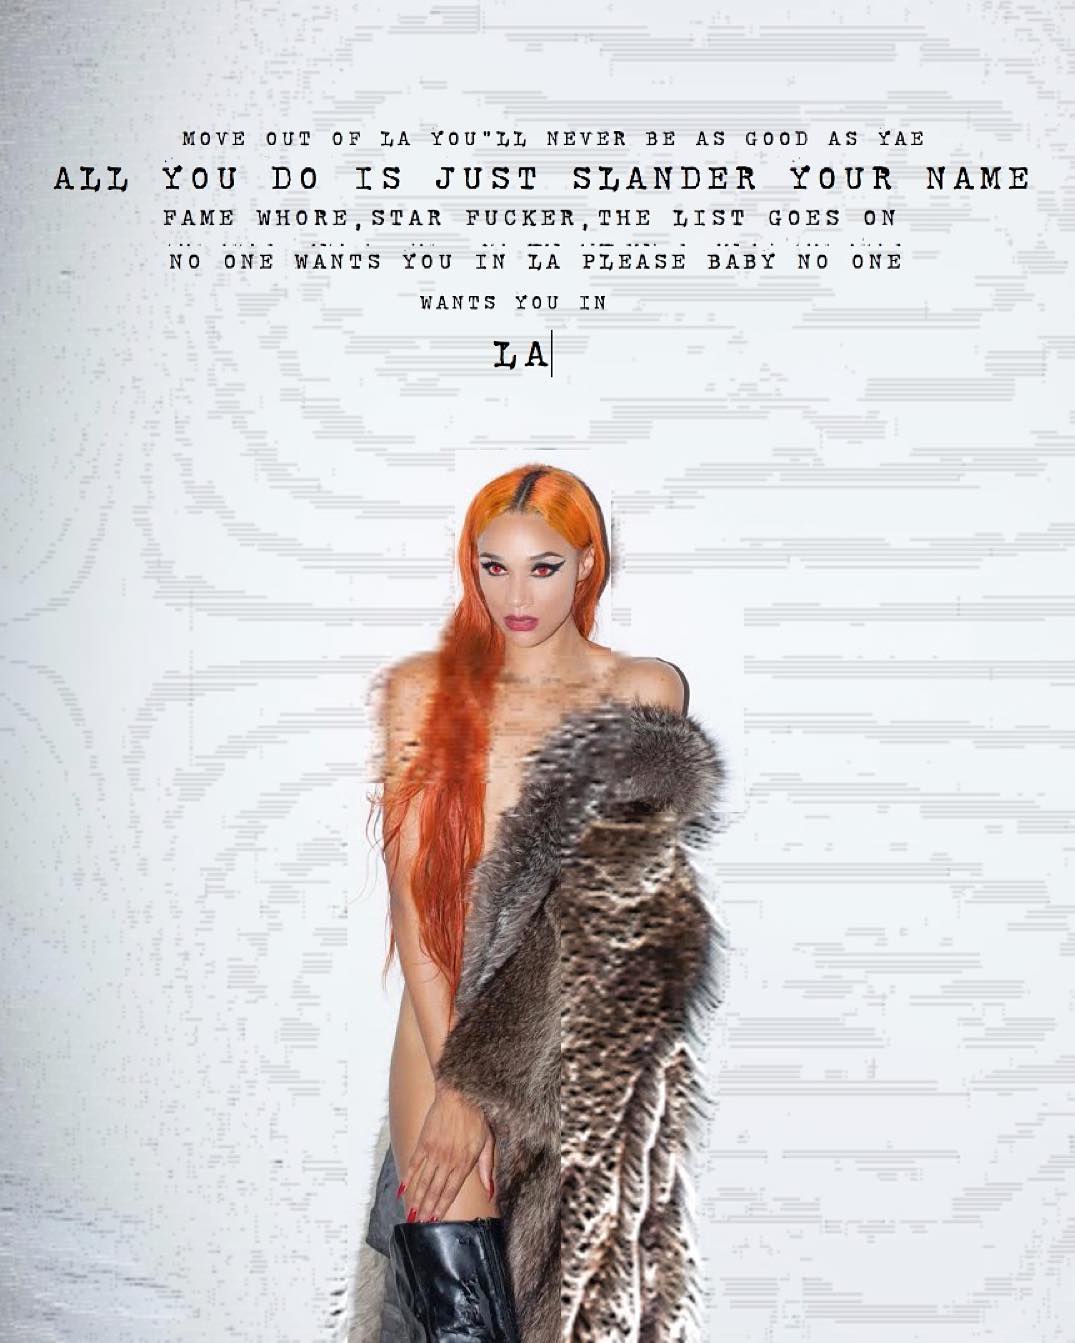 MOVE OUT OF LA YOU"LL NEVER BE AS GOOD AS YAE
ALL YOU DO IS JUST SLANDER YOUR NAME
FAME WHORE,STAR FUCKER,THE LIST GOES ON
NO ONE WANTS YOU IN LA PLEASE BABY NO ONE
WANTS YOU IN
LA